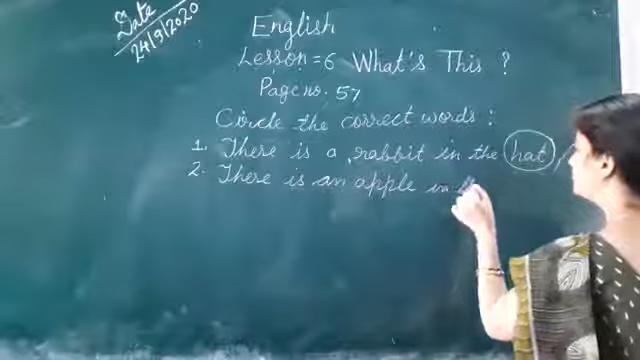 Date
24/9/2020
English
Lesson = 6 What's This ?
Page no. 57
Circle the correct words :
1. There is a rabbit in the hat /
2. There is an apple in